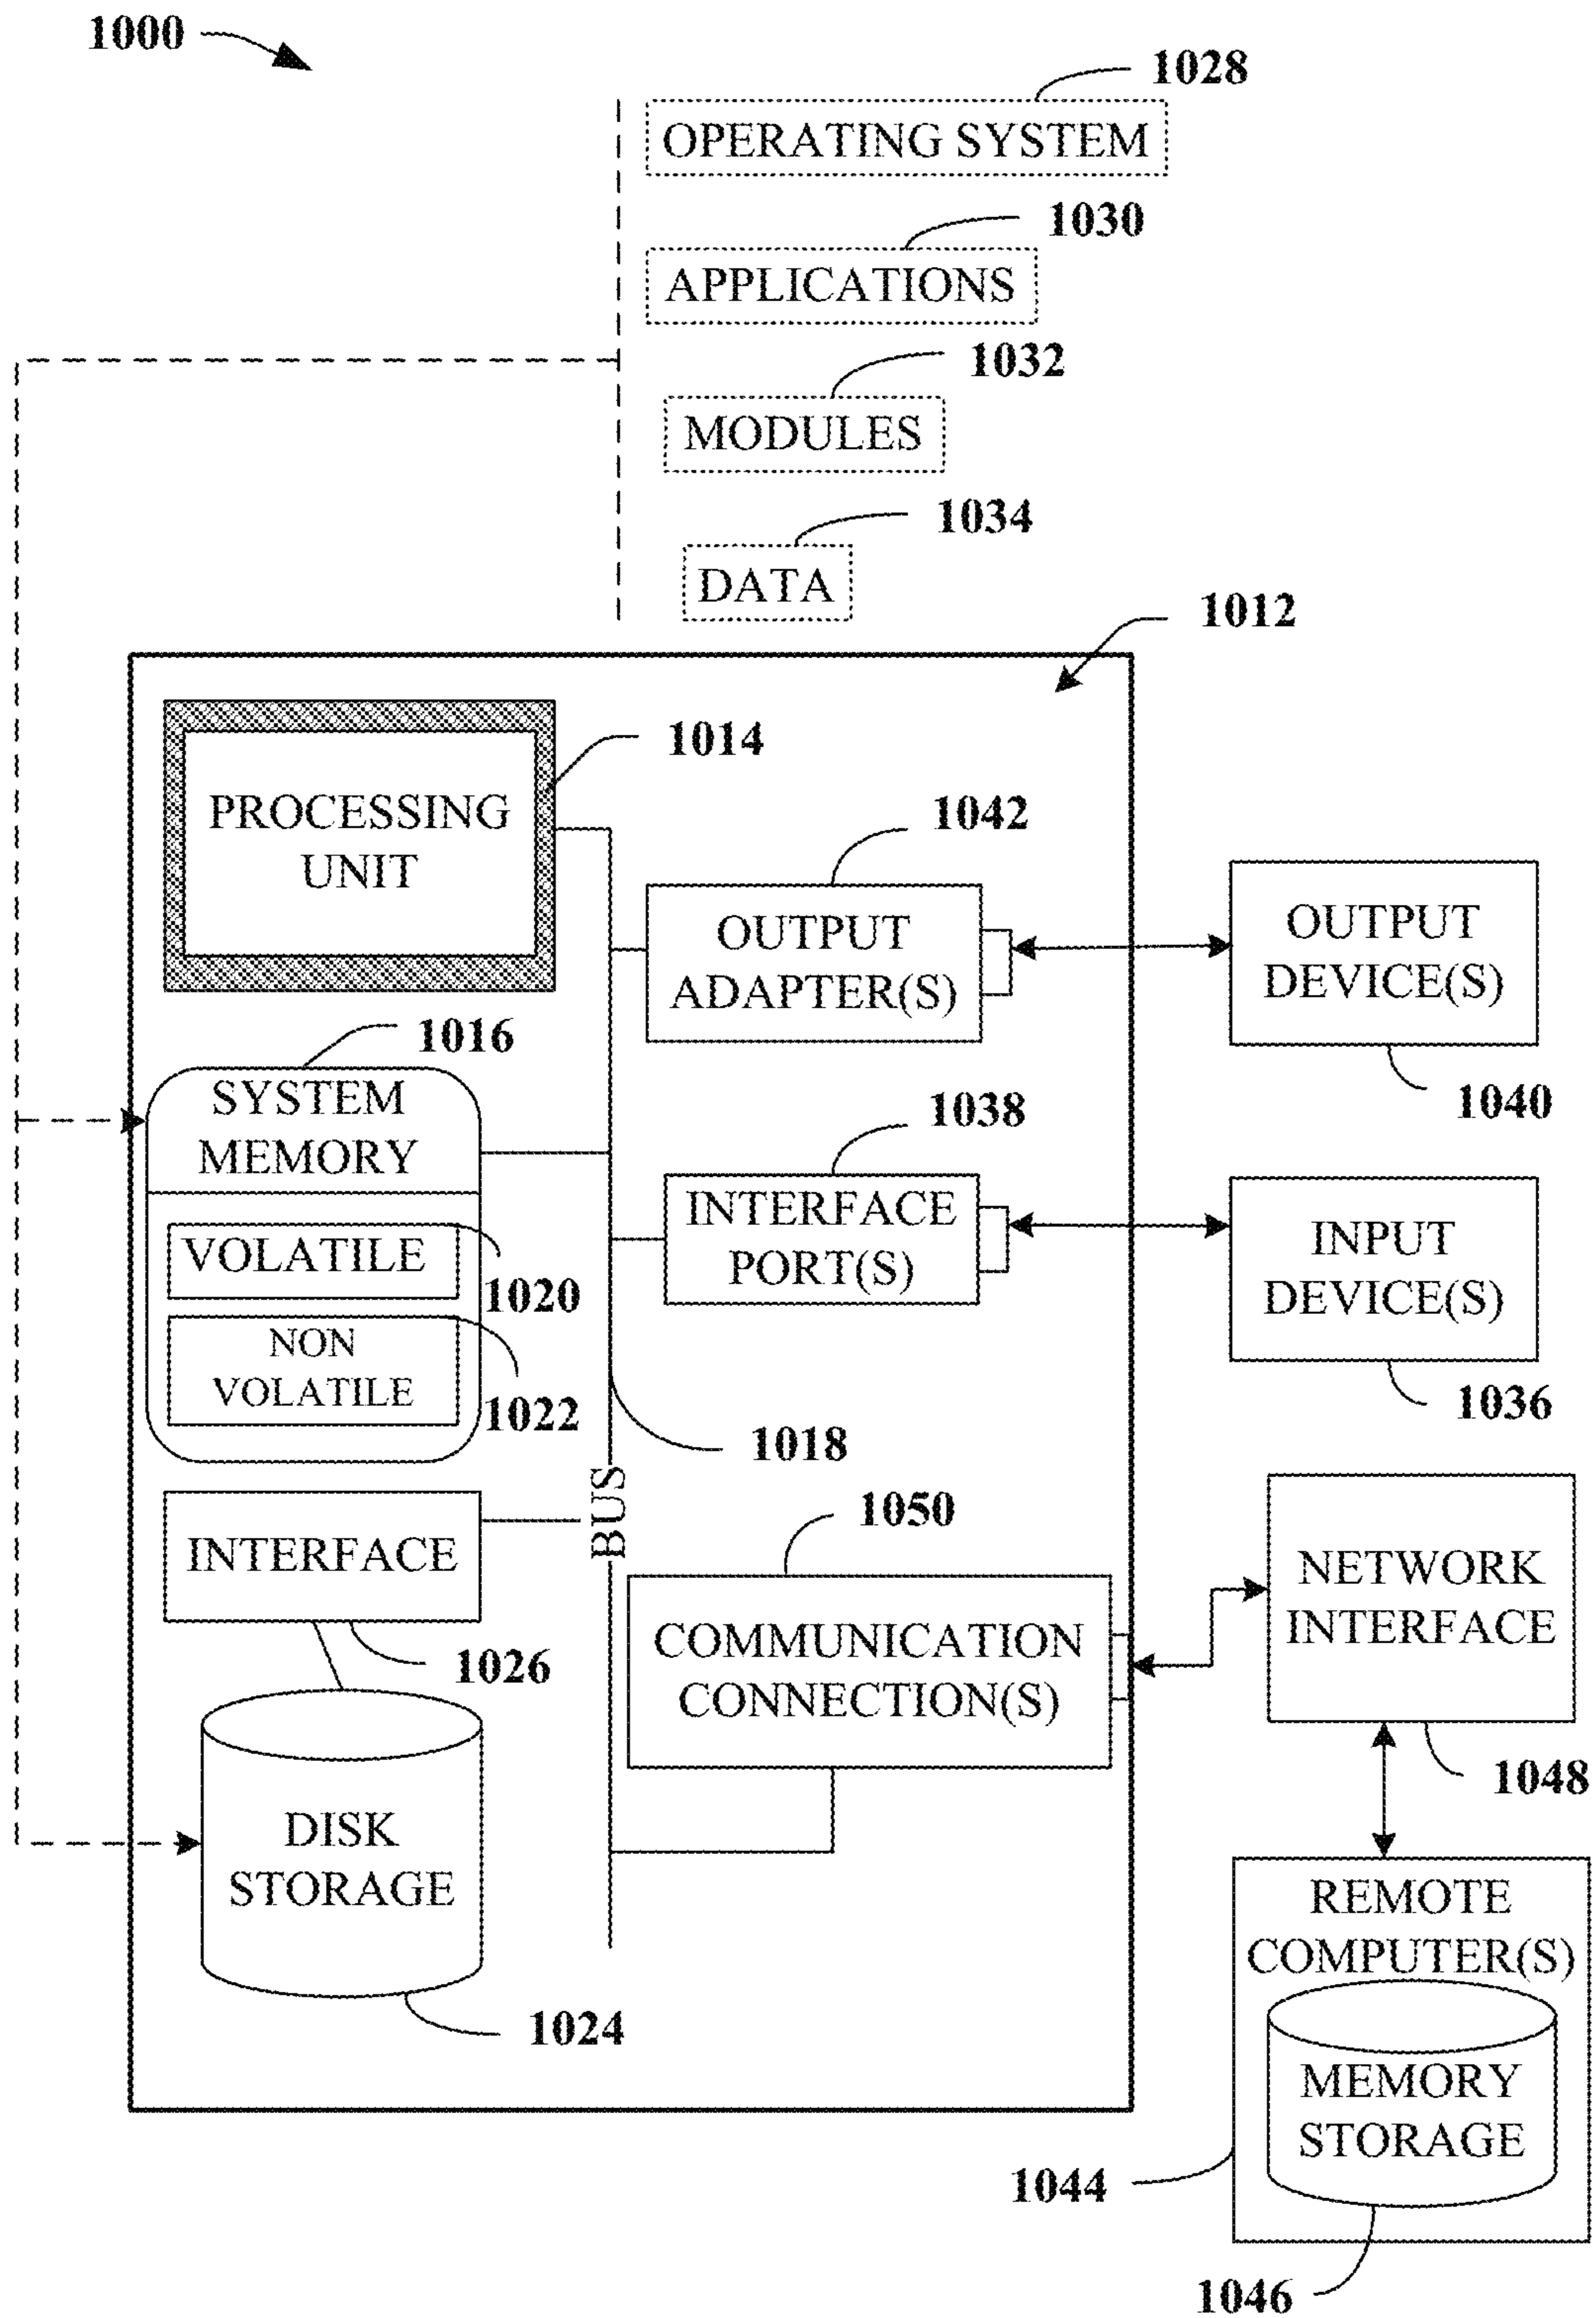 1000
1028
OPERATING SYSTEM
1030
APPLICATIONS
1032
MODULES
1034
DATA
1012
PROCESSING
UNIT
1014
1042
OUTPUT
ADAPTER(S)
OUTPUT
DEVICE(S)
1040
1016
SYSTEM
MEMORY
VOLATILE
1020
NON
VOLATILE
1022
1038
INTERFACE
PORT(S)
INPUT
DEVICE(S)
1036
1018
BUS
INTERFACE
1026
1050
COMMUNICATION
CONNECTION(S)
NETWORK
INTERFACE
1048
DISK
STORAGE
1024
REMOTE
COMPUTER(S)
MEMORY
STORAGE
1044
1046